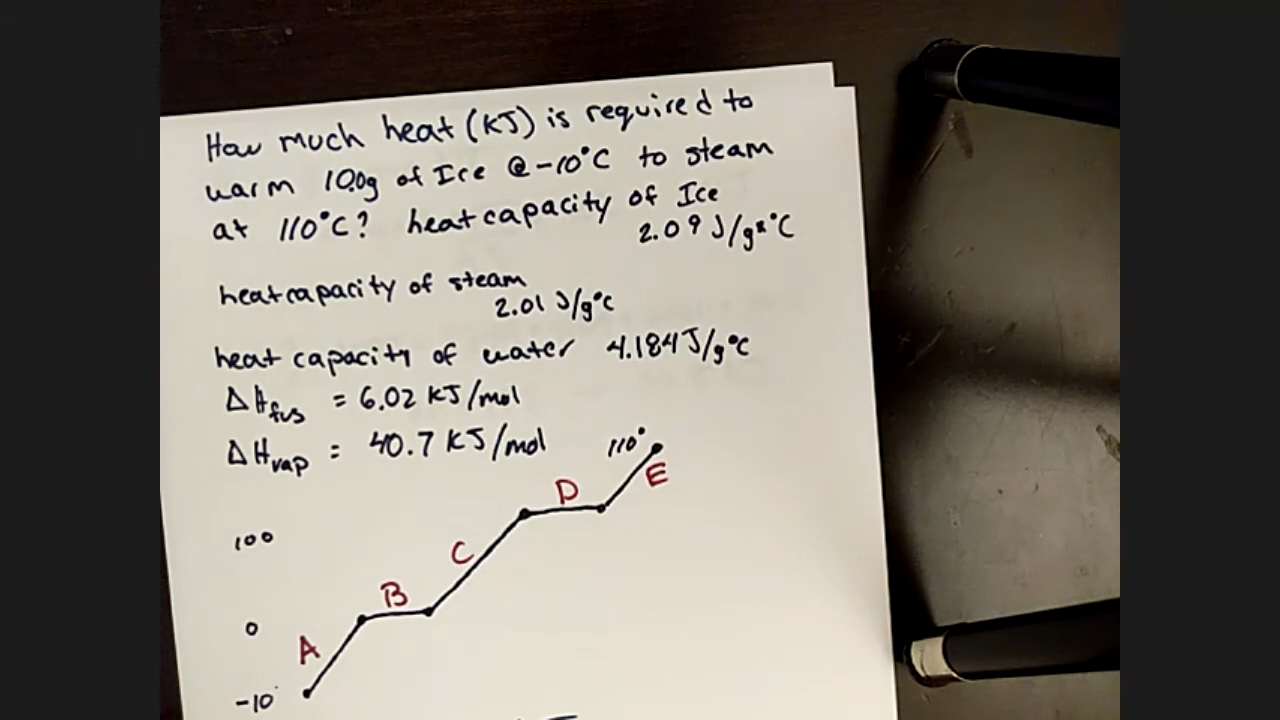 How much heat (KJ) is required to
warm 10.0g of Ice @ -10°C to steam
at 110°C? heat capacity of Ice
2.09 J/g*°C
heat capacity of steam
2.01 J/g°C
heat capacity of water 4.184 J/g°C
ΔHfus = 6.02 KJ/mol
ΔHvap = 40.7 KJ/mol
110°
E
D
100
C
B
0
A
-10